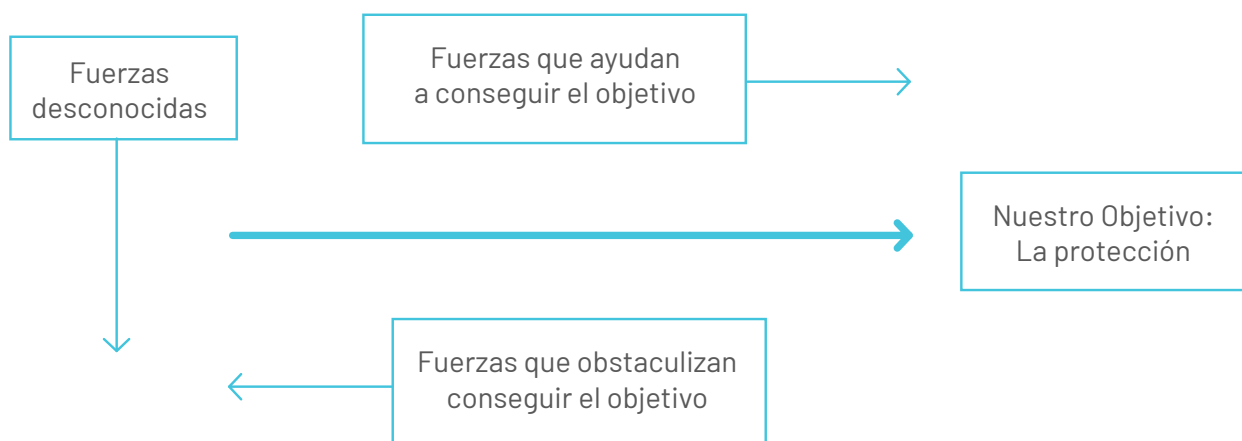 Fuerzas
desconocidas
Fuerzas que ayudan
a conseguir el objetivo
Nuestro Objetivo:
La protección
Fuerzas que obstaculizan
conseguir el objetivo